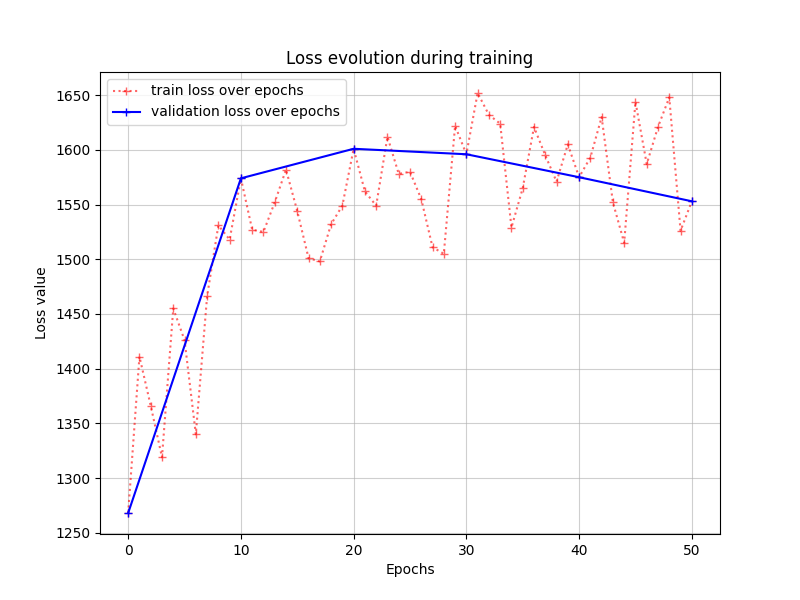 Loss evolution during training
train loss over epochs
validation loss over epochs
Loss value
1650
1600
1550
1500
1450
1400
1350
1300
1250
0 10 20 30 40 50
Epochs